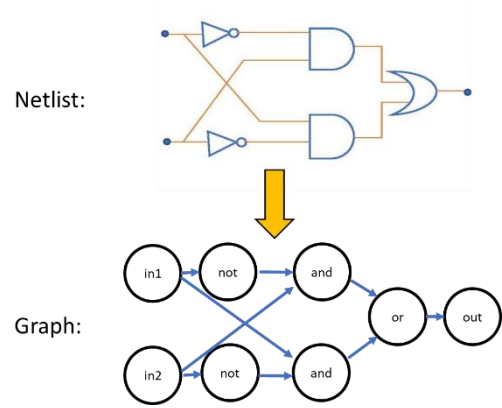 Netlist:
in1
not
and
Graph:
or
out
in2
not
and